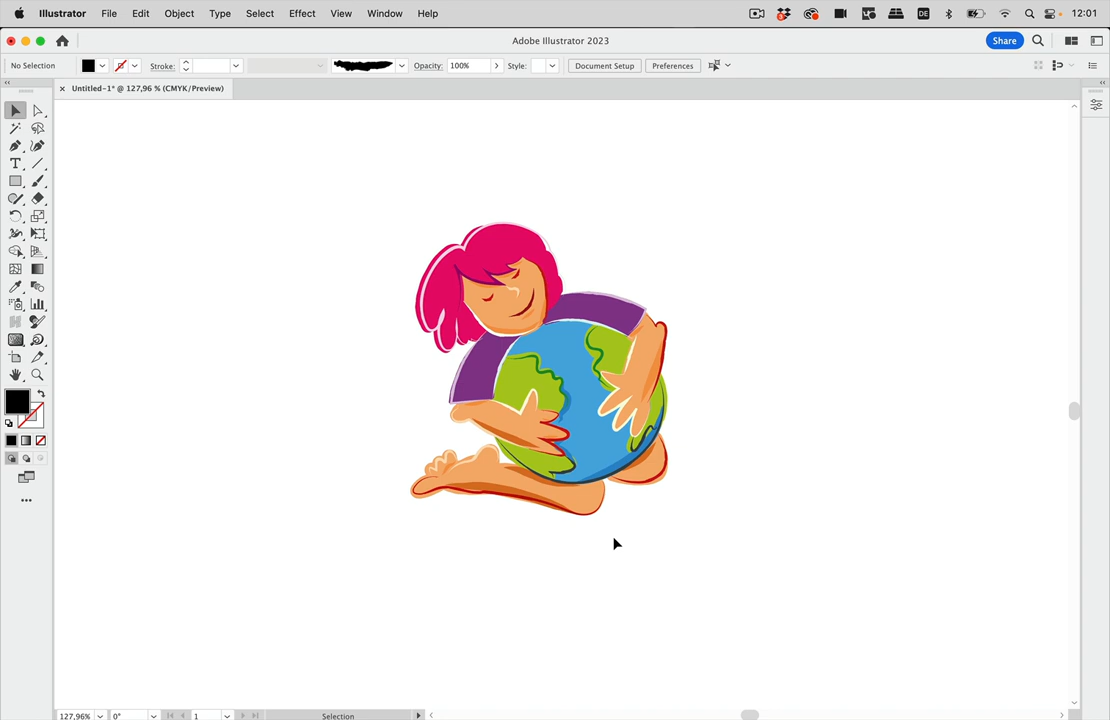 Illustrator File Edit Object Type Select Effect View Window Help DE 12:01
Adobe Illustrator 2023 Share
No Selection Stroke: Opacity: 100% Style: Document Setup Preferences
Untitled-1* @ 127,96 % (CMYK/Preview)
127,96% 0° 1 Selection